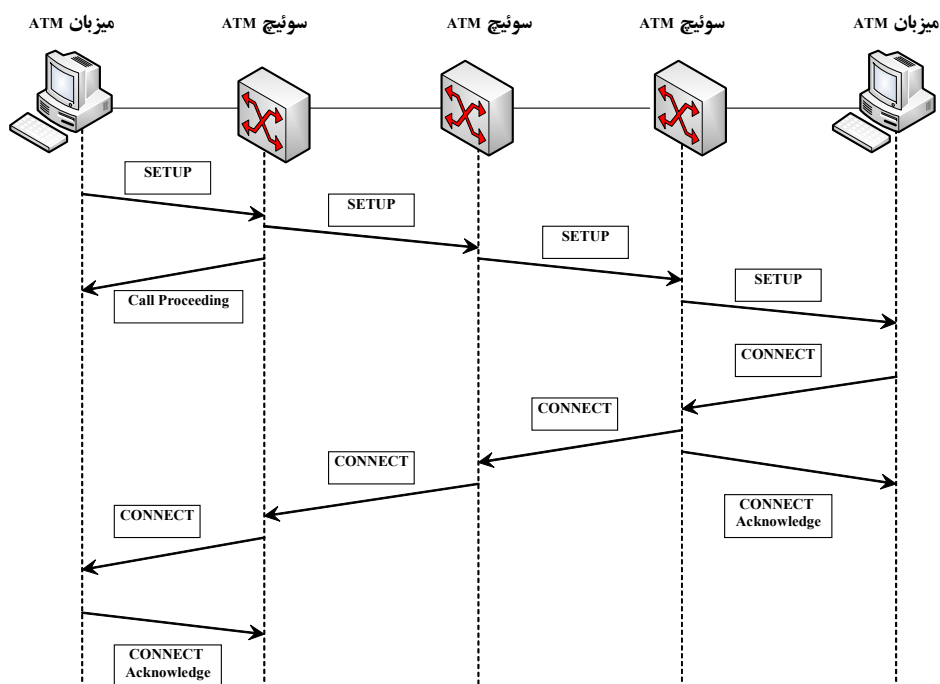 میزبان ATM
سوئیچ ATM
سوئیچ ATM
سوئیچ ATM
میزبان ATM
SETUP
SETUP
SETUP
SETUP
Call Proceeding
CONNECT
CONNECT
CONNECT
CONNECT
CONNECT
Acknowledge
CONNECT
Acknowledge